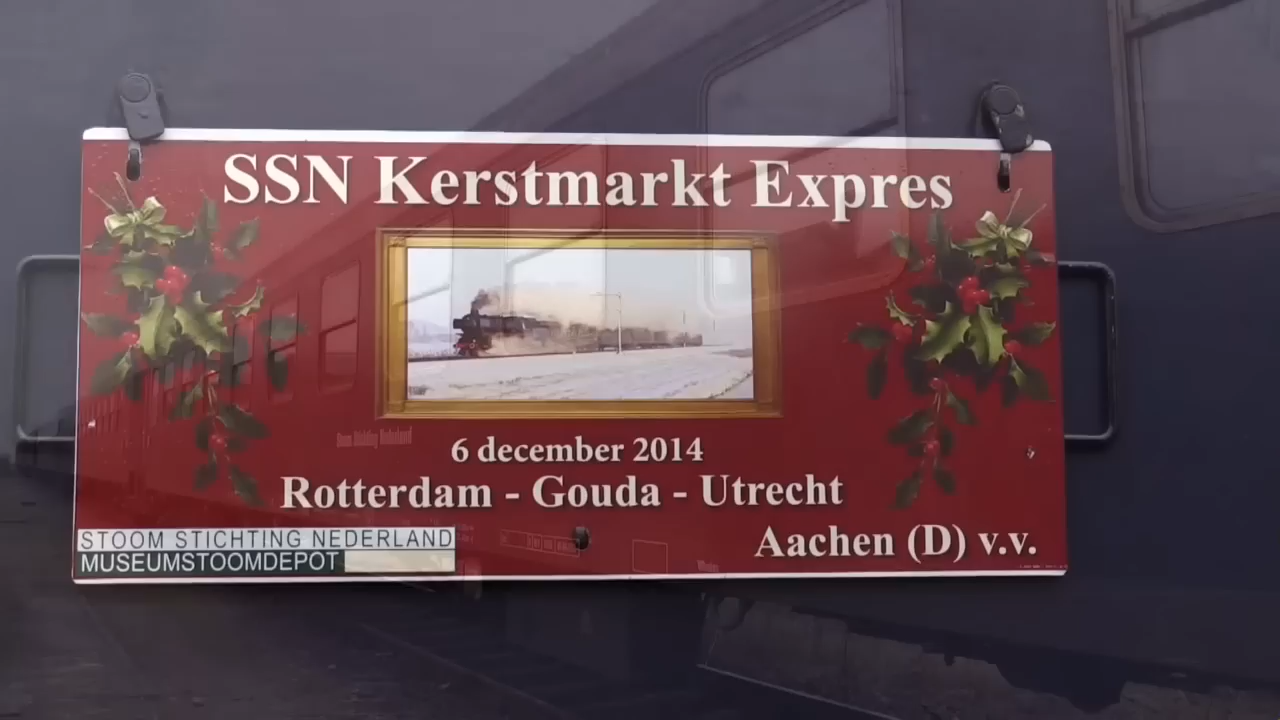 SSN Kerstmarkt Expres
6 december 2014
Rotterdam - Gouda - Utrecht
Aachen (D) v.v.
STOOM STICHTING NEDERLAND
MUSEUMSTOOMDEPOT